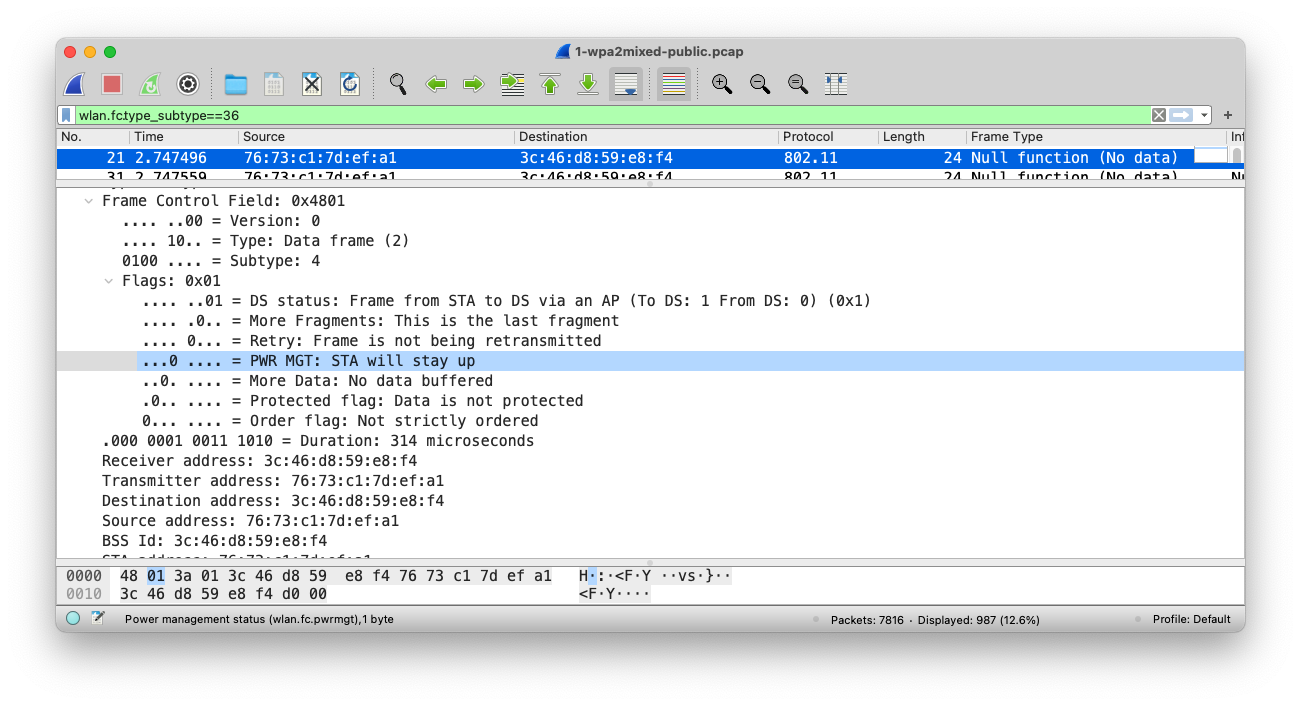 1-wpa2mixed-public.pcap
wlan.fc.type_subtype==36
No. Time Source Destination Protocol Length Frame Type Inf
21 2.747496 76:73:c1:7d:ef:a1 3c:46:d8:59:e8:f4 802.11 24 Null function (No data)
31 2.747559 76:73:c1:7d:ef:a1 3c:46:d8:59:e8:f4 802.11 24 Null function (No data) Nu
Frame Control Field: 0x4801
.... ..00 = Version: 0
.... 10.. = Type: Data frame (2)
0100 .... = Subtype: 4
Flags: 0x01
.... ..01 = DS status: Frame from STA to DS via an AP (To DS: 1 From DS: 0) (0x1)
.... .0.. = More Fragments: This is the last fragment
.... 0... = Retry: Frame is not being retransmitted
...0 .... = PWR MGT: STA will stay up
..0. .... = More Data: No data buffered
.0.. .... = Protected flag: Data is not protected
0... .... = Order flag: Not strictly ordered
.000 0001 0011 1010 = Duration: 314 microseconds
Receiver address: 3c:46:d8:59:e8:f4
Transmitter address: 76:73:c1:7d:ef:a1
Destination address: 3c:46:d8:59:e8:f4
Source address: 76:73:c1:7d:ef:a1
BSS Id: 3c:46:d8:59:e8:f4
STA address: 76:73:c1:7d:ef:a1
0000 48 01 3a 01 3c 46 d8 59 e8 f4 76 73 c1 7d ef a1 H·:·<F·Y ··vs·}··
0010 3c 46 d8 59 e8 f4 d0 00 <F·Y····
Power management status (wlan.fc.pwrmgt), 1 byte
Packets: 7816 · Displayed: 987 (12.6%)
Profile: Default